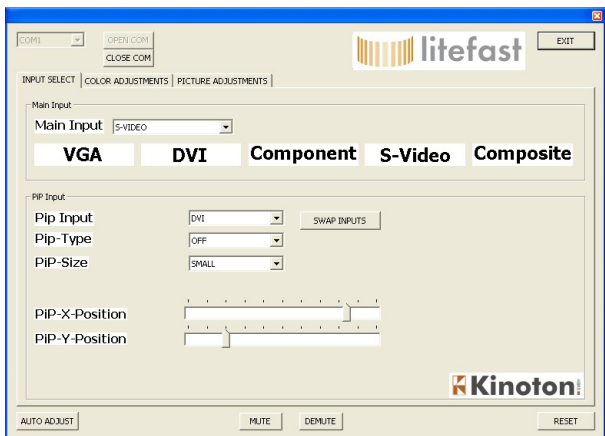 COM1 OPEN COM
CLOSE COM
litefast
EXIT
INPUT SELECT COLOR ADJUSTMENTS PICTURE ADJUSTMENTS
Main Input
Main Input S-VIDEO
VGA DVI Component S-Video Composite
PiP Input
Pip Input DVI SWAP INPUTS
Pip-Type OFF
PiP-Size SMALL
PiP-X-Position
PiP-Y-Position
Kinoton
AUTO ADJUST MUTE DEMUTE RESET